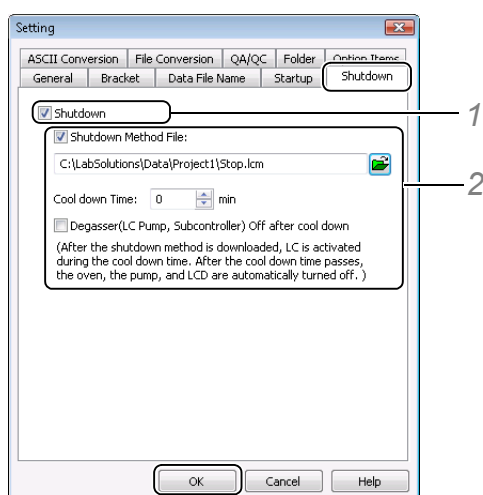 Setting
ASCII Conversion File Conversion QA/QC Folder Option Items
General Bracket Data File Name Startup Shutdown
Shutdown
1
Shutdown Method File:
C:\LabSolutions\Data\Project1\Stop.lcm
2
Cool down Time: 0 min
Degasser(LC Pump, Subcontroller) Off after cool down
(After the shutdown method is downloaded, LC is activated
during the cool down time. After the cool down time passes,
the oven, the pump, and LCD are automatically turned off. )
OK Cancel Help